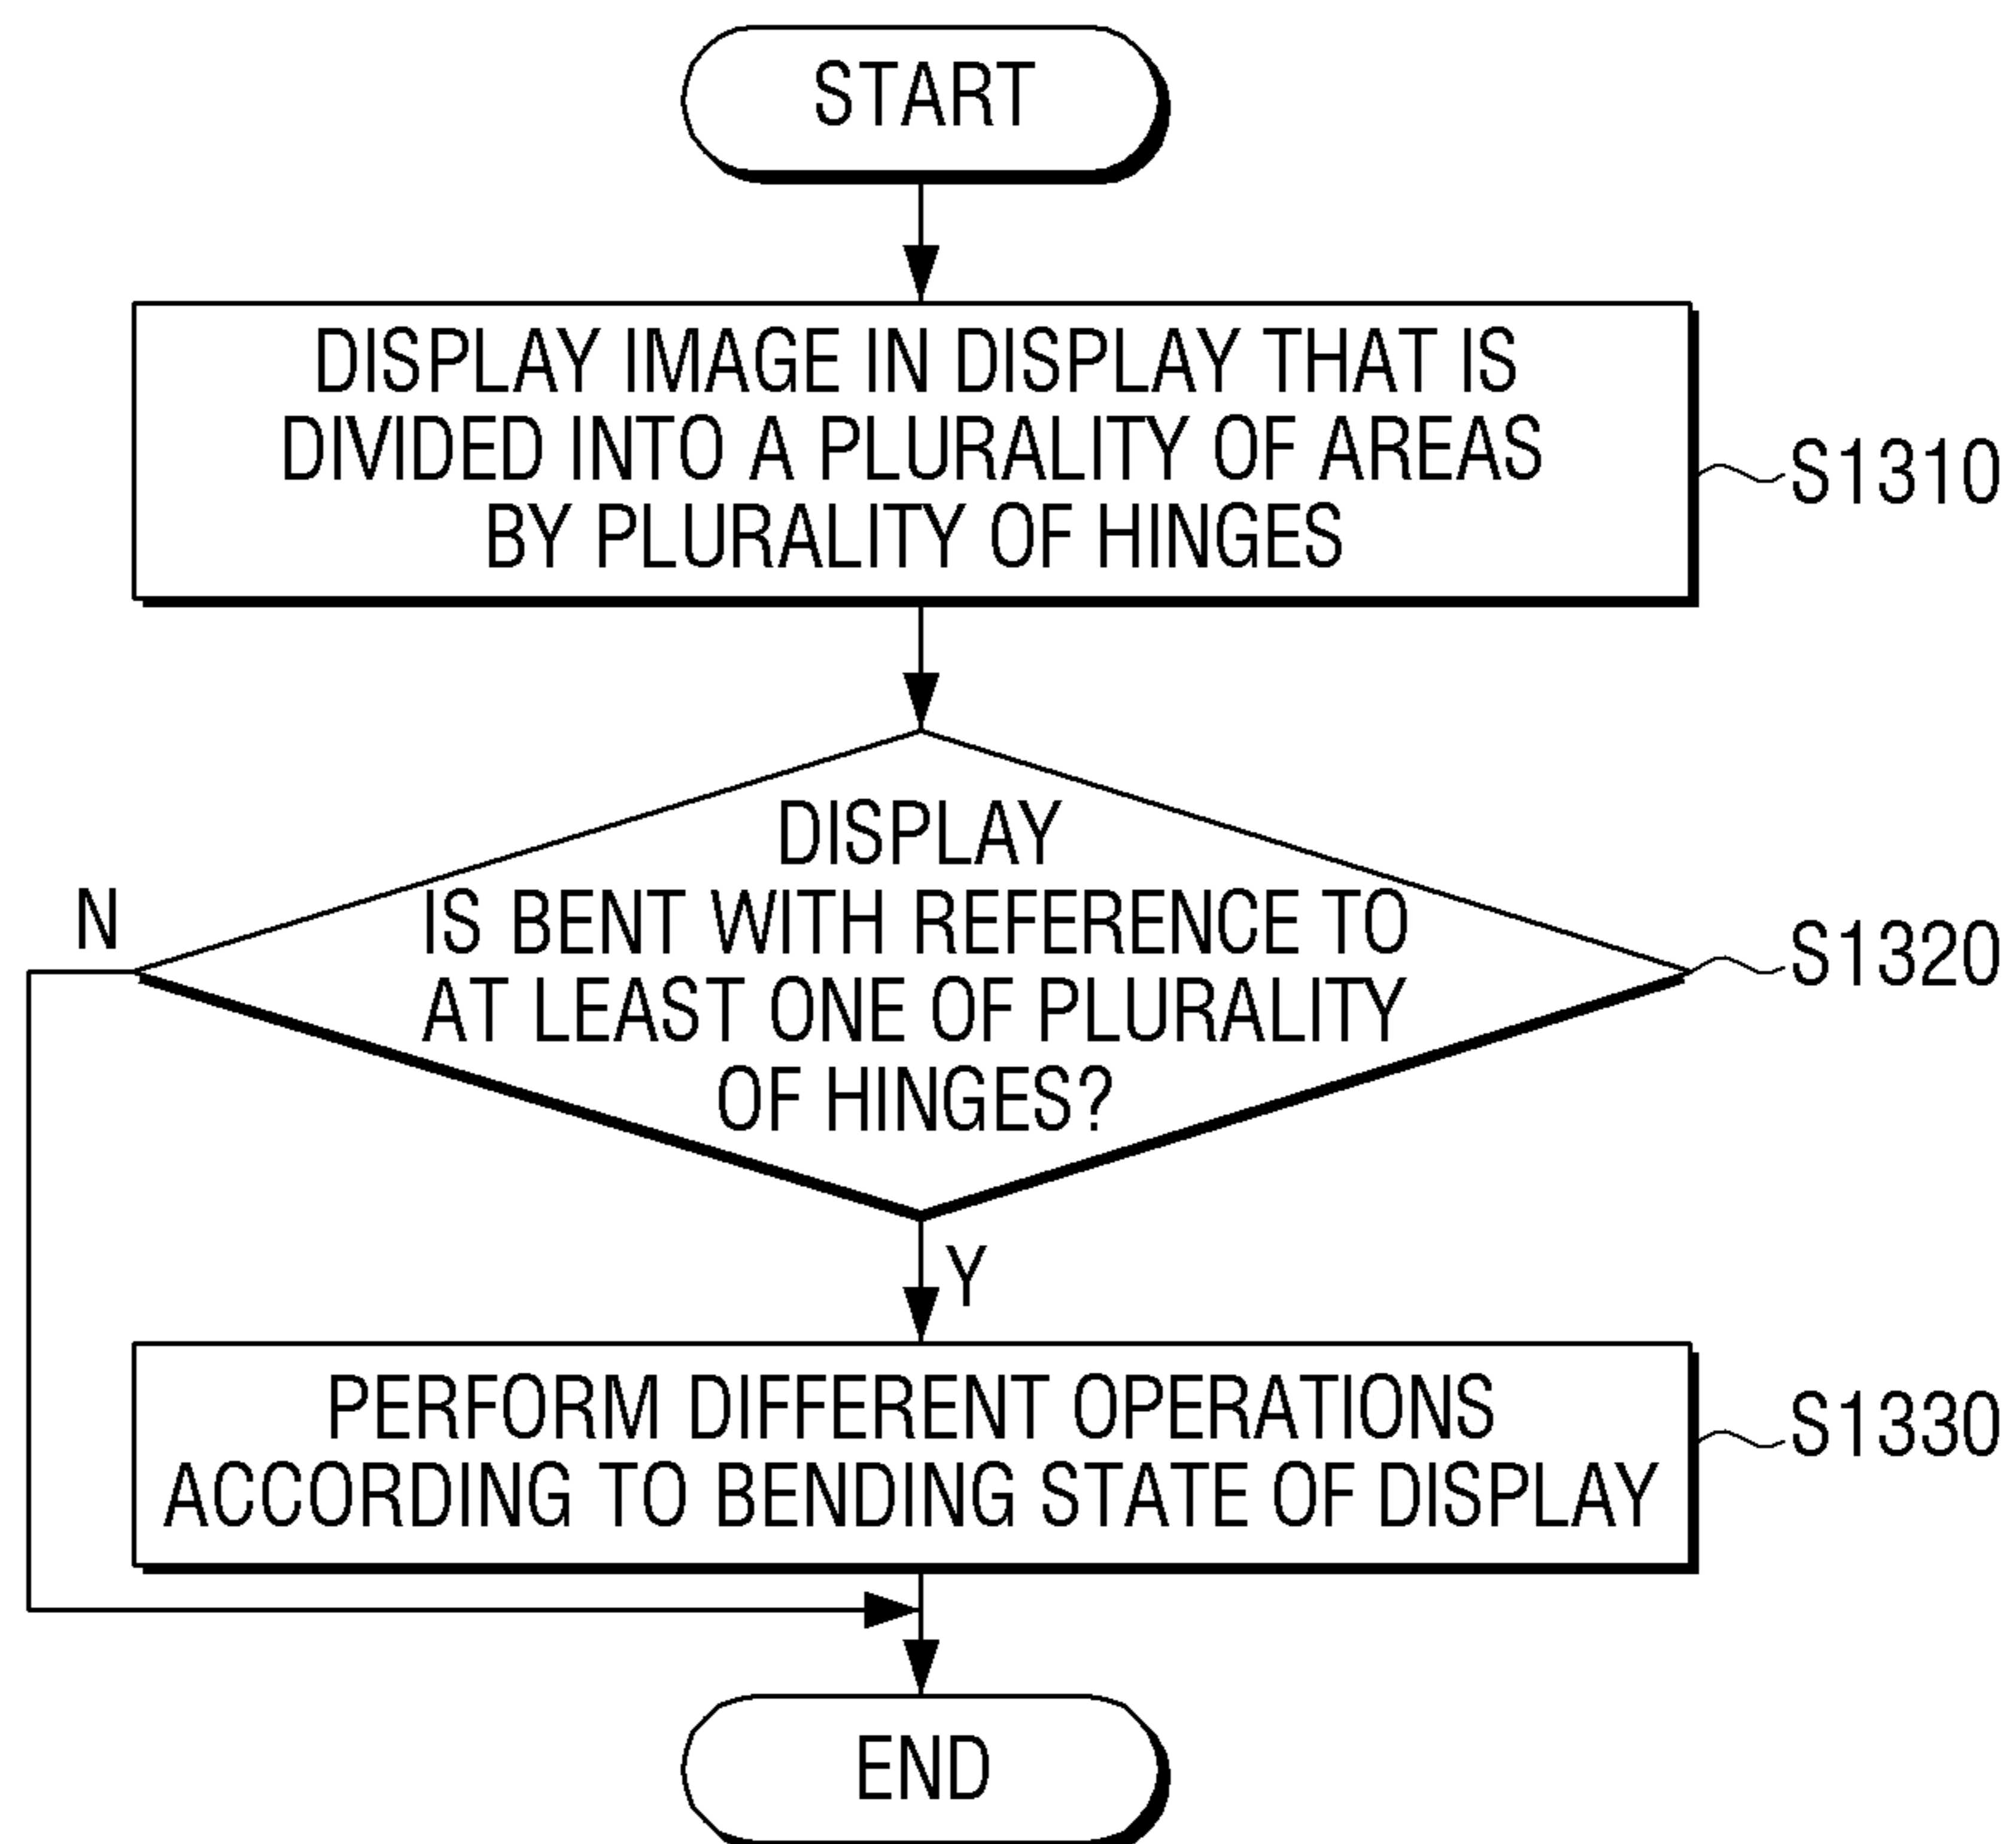 START
DISPLAY IMAGE IN DISPLAY THAT IS
DIVIDED INTO A PLURALITY OF AREAS
BY PLURALITY OF HINGES
S1310
DISPLAY
IS BENT WITH REFERENCE TO
AT LEAST ONE OF PLURALITY
OF HINGES?
S1320
N
Y
PERFORM DIFFERENT OPERATIONS
ACCORDING TO BENDING STATE OF DISPLAY
S1330
END